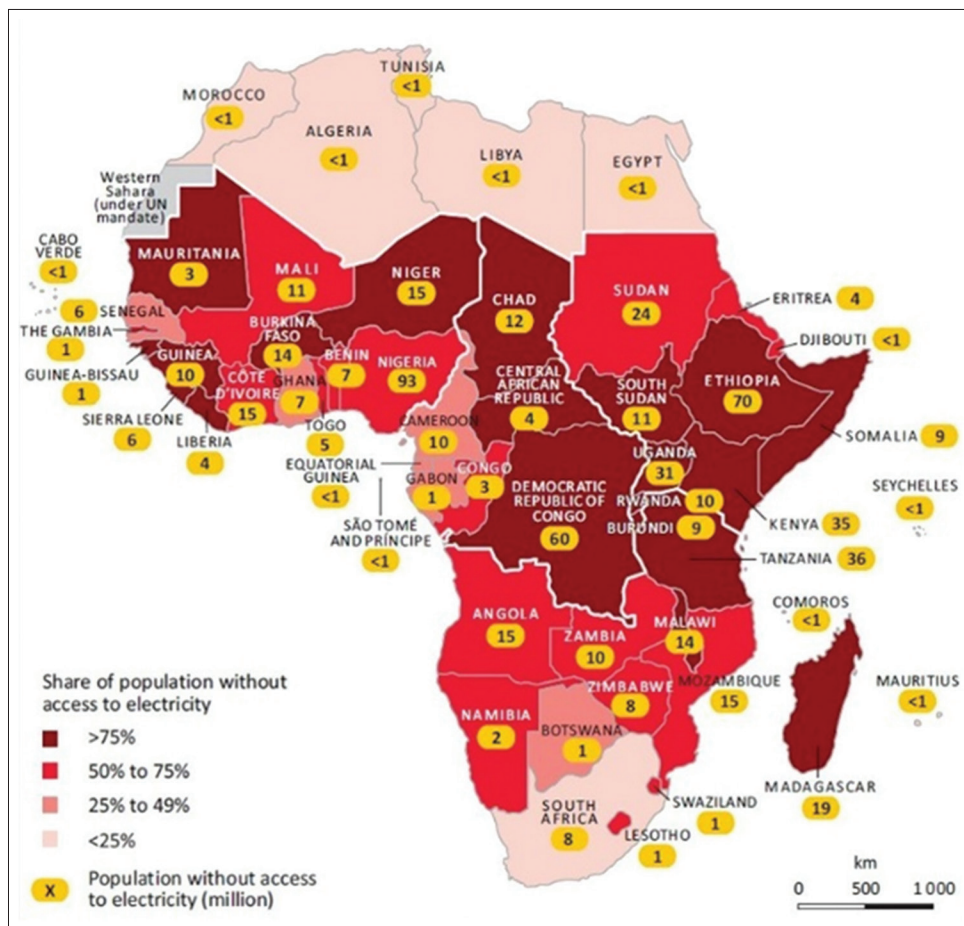 TUNISIA
<1
MOROCCO
<1
ALGERIA
<1
LIBYA
<1
EGYPT
<1
Western
Sahara
(under UN
mandate)
CABO
VERDE
<1
MAURITANIA
3
MALI
11
NIGER
15
CHAD
12
SUDAN
24
ERITREA 4
DJIBOUTI <1
6 SENEGAL
THE GAMBIA
1
GUINEA-BISSAU
1
GUINEA
10
BURKINA
FASO
14
BENIN
7
NIGERIA
93
CÔTE
D'IVOIRE
15
GHANA
7
TOGO
5
SIERRA LEONE
6
LIBERIA
4
CENTRAL
AFRICAN
REPUBLIC
4
SOUTH
SUDAN
11
ETHIOPIA
70
SOMALIA 9
CAMEROON
10
EQUATORIAL
GUINEA
<1
GABON
1
CONGO
3
SÃO TOMÉ
AND PRÍNCIPE
<1
DEMOCRATIC
REPUBLIC OF
CONGO
60
UGANDA
31
RWANDA 10
BURUNDI 9
KENYA 35
TANZANIA 36
SEYCHELLES
<1
COMOROS
<1
ANGOLA
15
ZAMBIA
10
MALAWI
14
MOZAMBIQUE
15
ZIMBABWE
8
NAMIBIA
2
BOTSWANA
1
MAURITIUS
<1
MADAGASCAR
19
SOUTH
AFRICA
8
SWAZILAND
1
LESOTHO
1
Share of population without
access to electricity
>75%
50% to 75%
25% to 49%
<25%
X Population without access
to electricity (million)
km
0 500 1 000